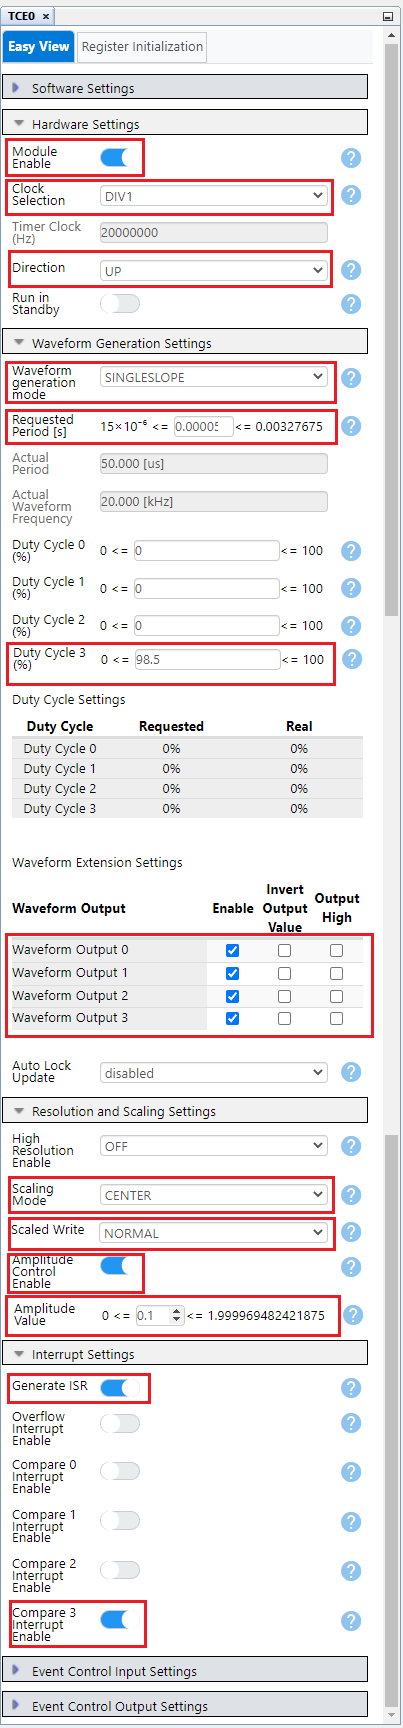 TCE0 ×
Easy View
Register Initialization
Software Settings
Hardware Settings
Module
Enable
?
Clock
Selection
DIV1
?
Timer Clock
(Hz)
20000000
Direction
UP
?
Run in
Standby
?
Waveform Generation Settings
Waveform
generation
mode
SINGLESLOPE
?
Requested
Period [s]
15×10⁻⁶ <= 0.00005 <= 0.00327675
?
Actual
Period
50.000 [us]
Actual
Waveform
Frequency
20.000 [kHz]
Duty Cycle 0
(%)
0 <= 0 <= 100
?
Duty Cycle 1
(%)
0 <= 0 <= 100
?
Duty Cycle 2
(%)
0 <= 0 <= 100
?
Duty Cycle 3
(%)
0 <= 98.5 <= 100
?
Duty Cycle Settings
Duty Cycle Requested Real
Duty Cycle 0 0% 0%
Duty Cycle 1 0% 0%
Duty Cycle 2 0% 0%
Duty Cycle 3 0% 0%
Waveform Extension Settings
Waveform Output
Enable
Invert
Output
Value
Output
High
Waveform Output 0
Waveform Output 1
Waveform Output 2
Waveform Output 3
Auto Lock
Update
disabled
?
Resolution and Scaling Settings
High
Resolution
Enable
OFF
?
Scaling
Mode
CENTER
?
Scaled Write
NORMAL
?
Amplitude
Control
Enable
?
Amplitude
Value
0 <= 0.1 <= 1.999969482421875
?
Interrupt Settings
Generate ISR
?
Overflow
Interrupt
Enable
?
Compare 0
Interrupt
Enable
?
Compare 1
Interrupt
Enable
?
Compare 2
Interrupt
Enable
?
Compare 3
Interrupt
Enable
?
Event Control Input Settings
Event Control Output Settings